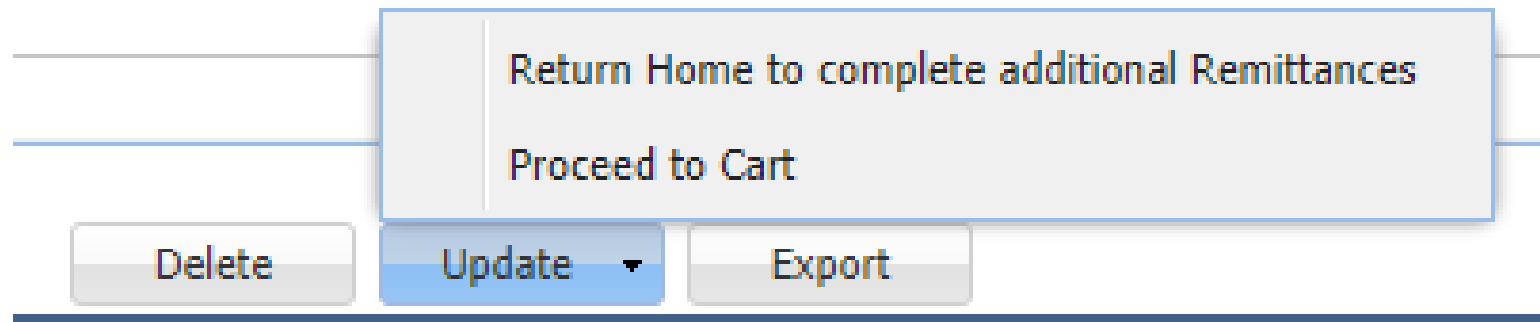 Return Home to complete additional Remittances
Proceed to Cart
Delete Update Export